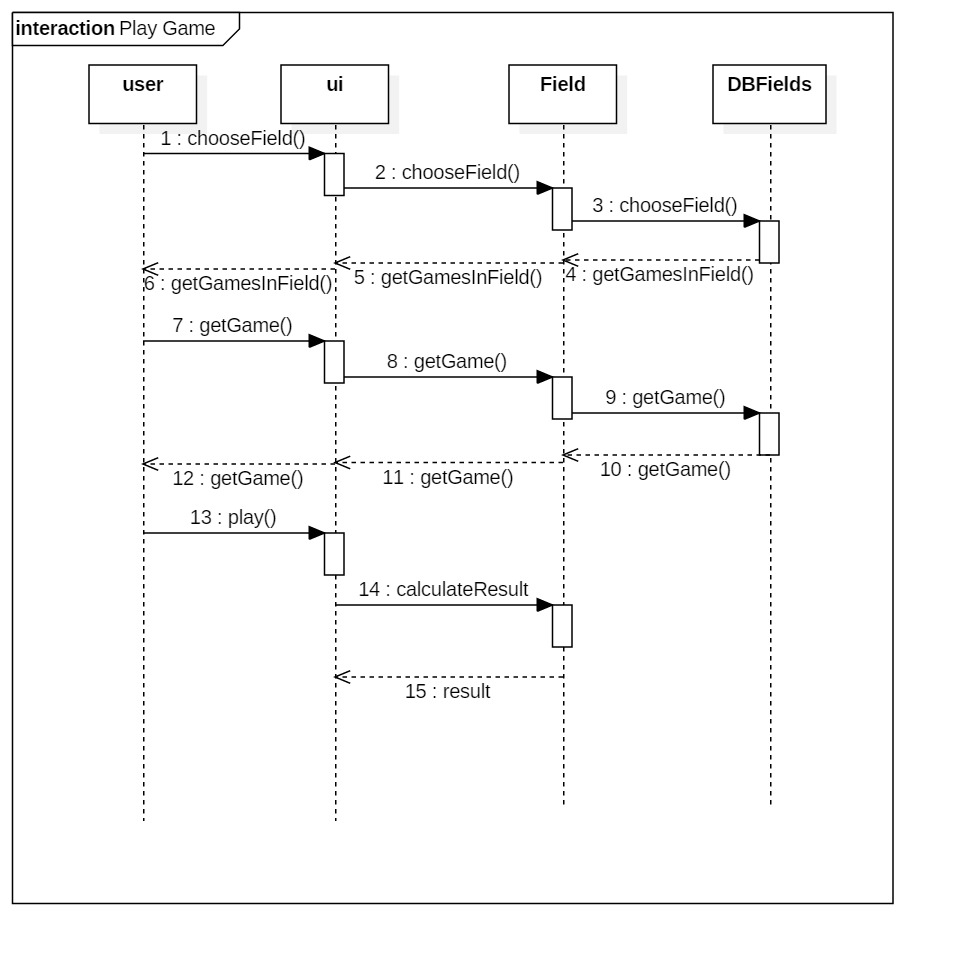 interaction Play Game
user
ui
Field
DBFields
1 : chooseField()
2 : chooseField()
3 : chooseField()
4 : getGamesInField()
5 : getGamesInField()
6 : getGamesInField()
7 : getGame()
8 : getGame()
9 : getGame()
10 : getGame()
11 : getGame()
12 : getGame()
13 : play()
14 : calculateResult
15 : result